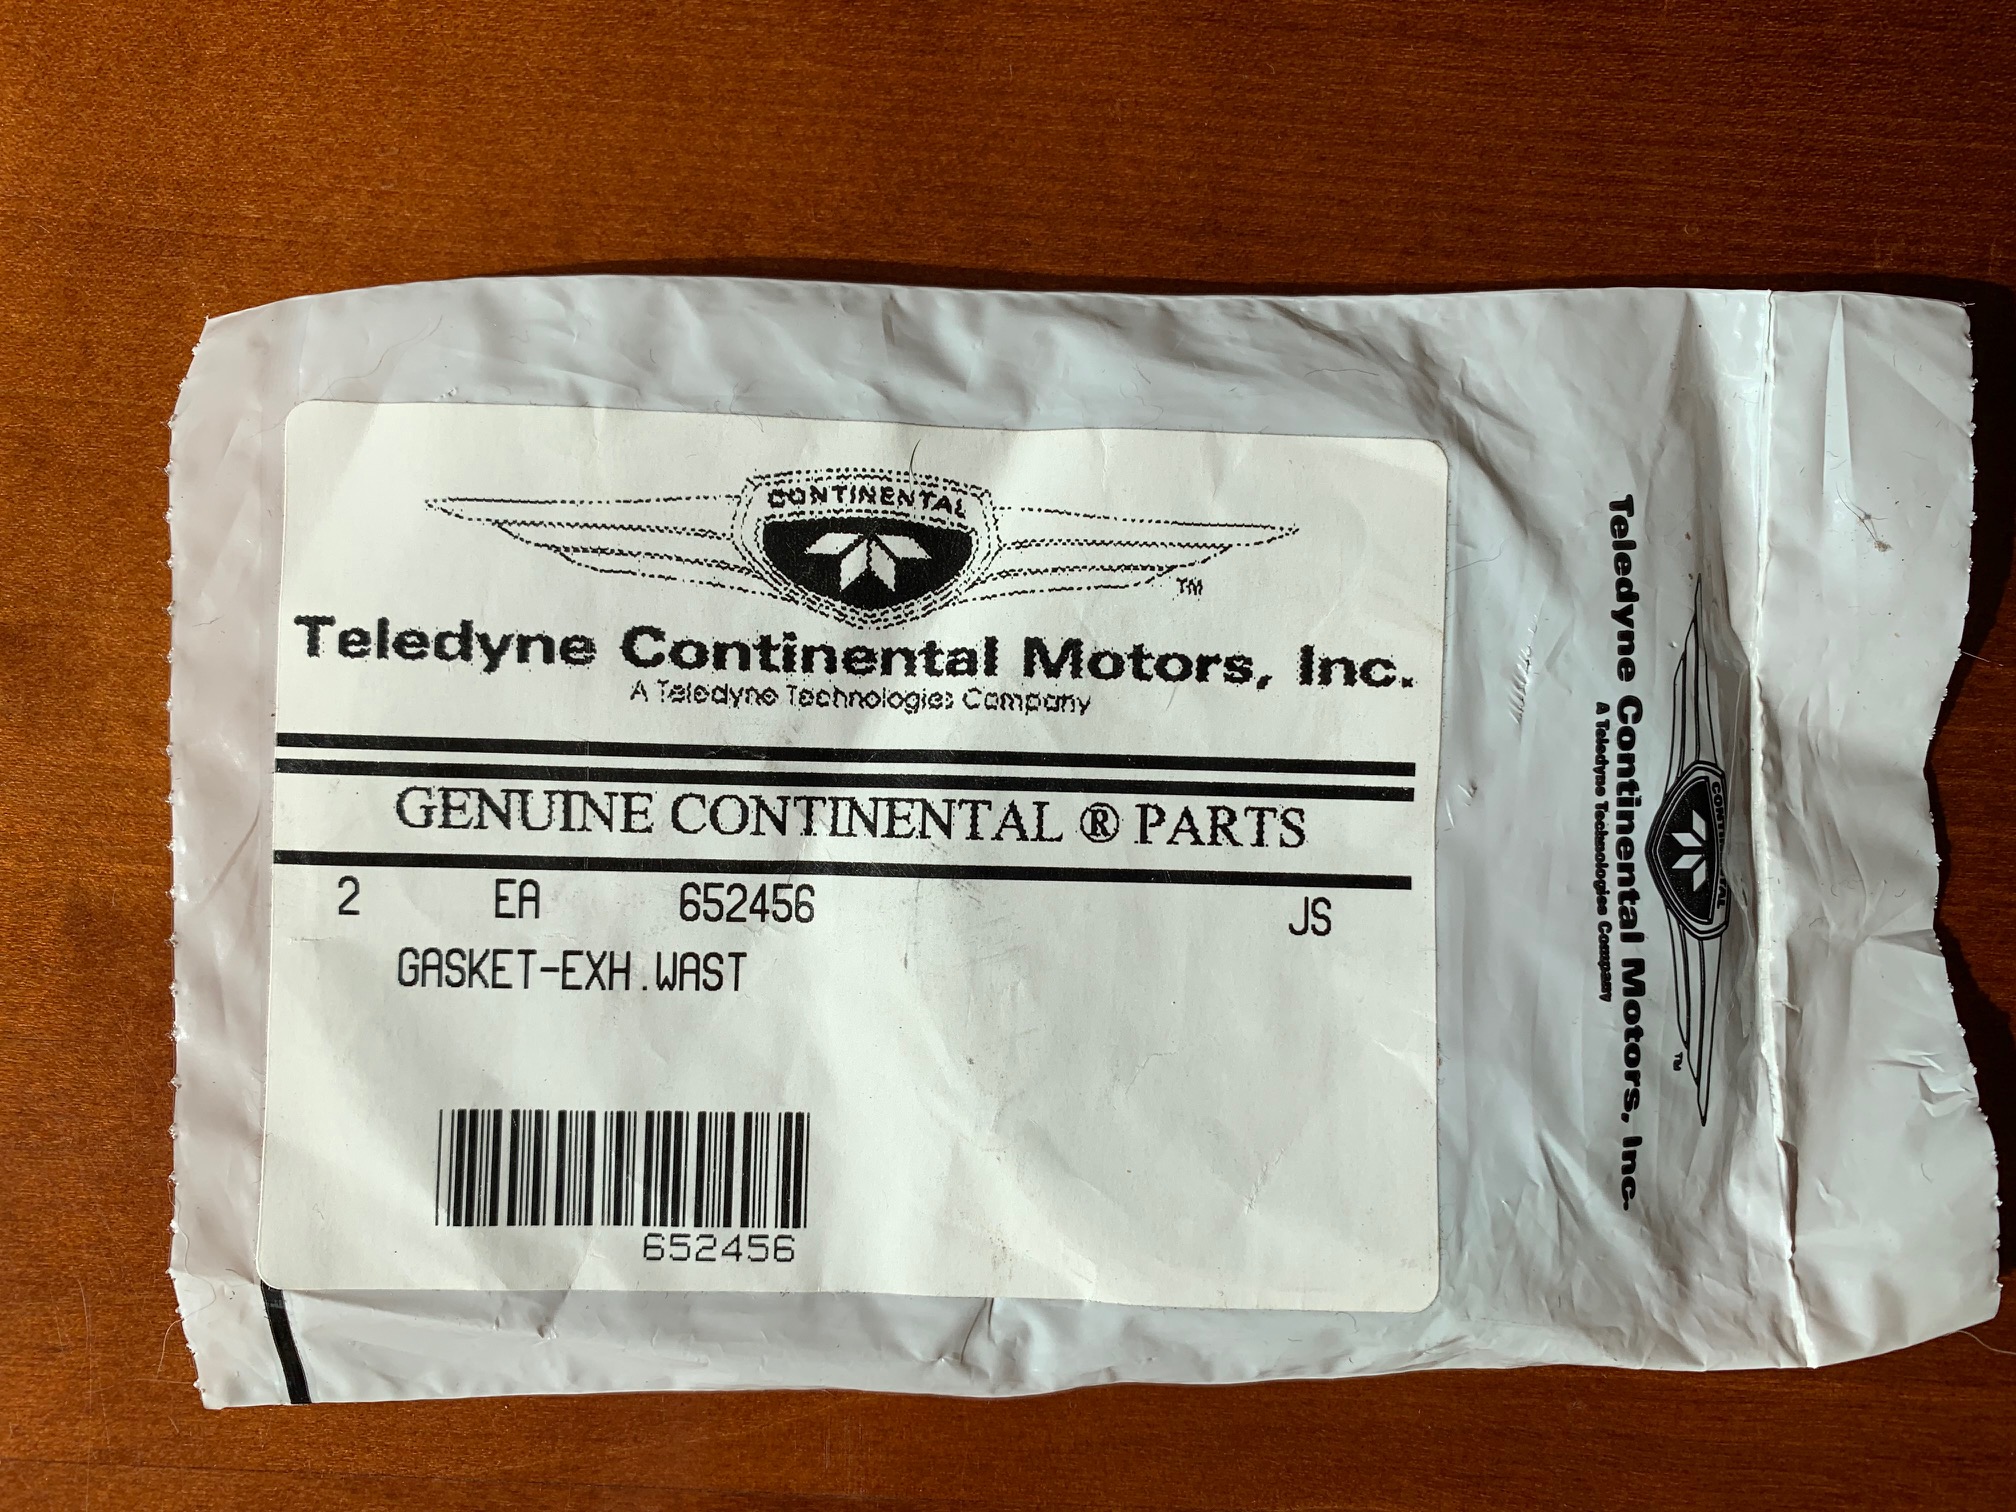 CONTINENTAL
TM
Teledyne Continental Motors, Inc.
A Teledyne Technologies Company
GENUINE CONTINENTAL ® PARTS
2 EA 652456 JS
GASKET-EXH.WAST
652456
CONTINENTAL
TM
Teledyne Continental Motors, Inc.
A Teledyne Technologies Company